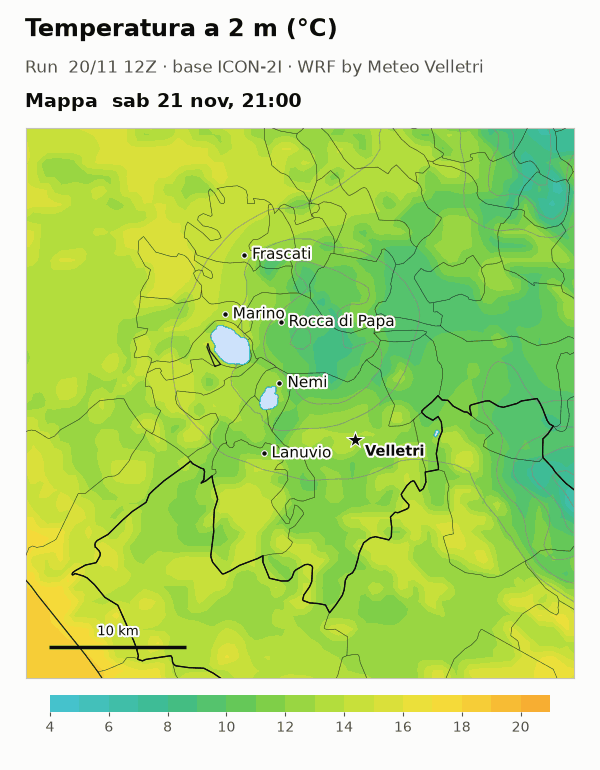 Temperatura a 2 m (°C)
Run  20/11 12Z · base ICON-2I · WRF by Meteo Velletri
Mappa  sab 21 nov, 21:00
Frascati
Marino
Rocca di Papa
Nemi
Velletri
Lanuvio
10 km
4 6 8 10 12 14 16 18 20